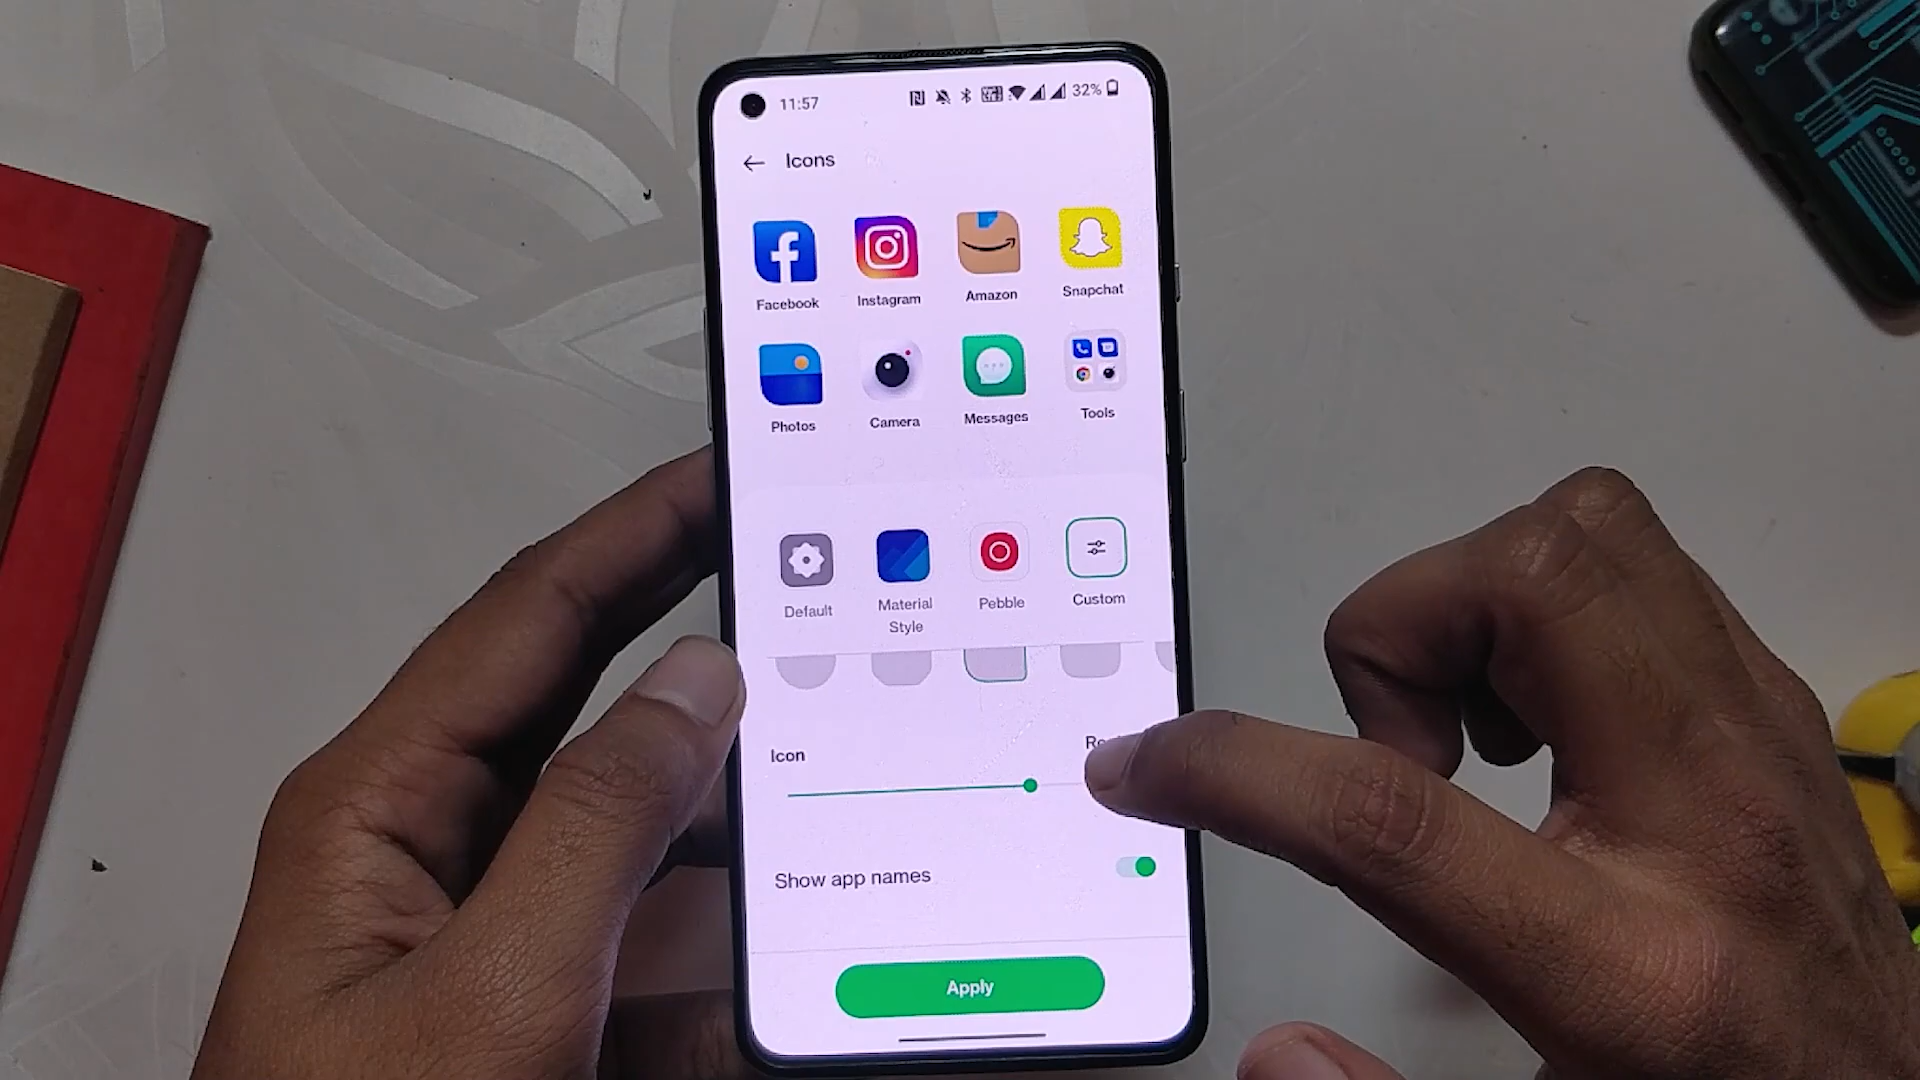 11:57
32%
Icons
Facebook
Instagram
Amazon
Snapchat
Photos
Camera
Messages
Tools
Default
Material
Style
Pebble
Custom
Icon
Show app names
Apply